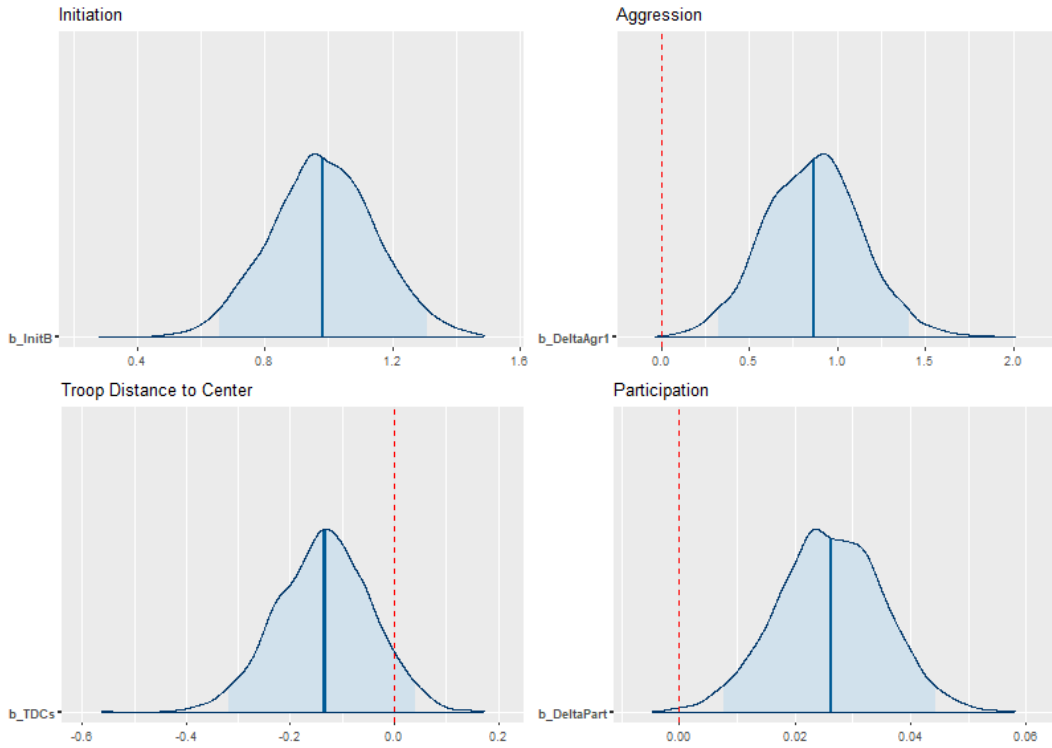 Initiation
b_InitB
0.4 0.8 1.2 1.6
Aggression
b_DeltaAgr1
0.0 0.5 1.0 1.5 2.0
Troop Distance to Center
b_TDCs
-0.6 -0.4 -0.2 0.0 0.2
Participation
b_DeltaPart
0.00 0.02 0.04 0.06